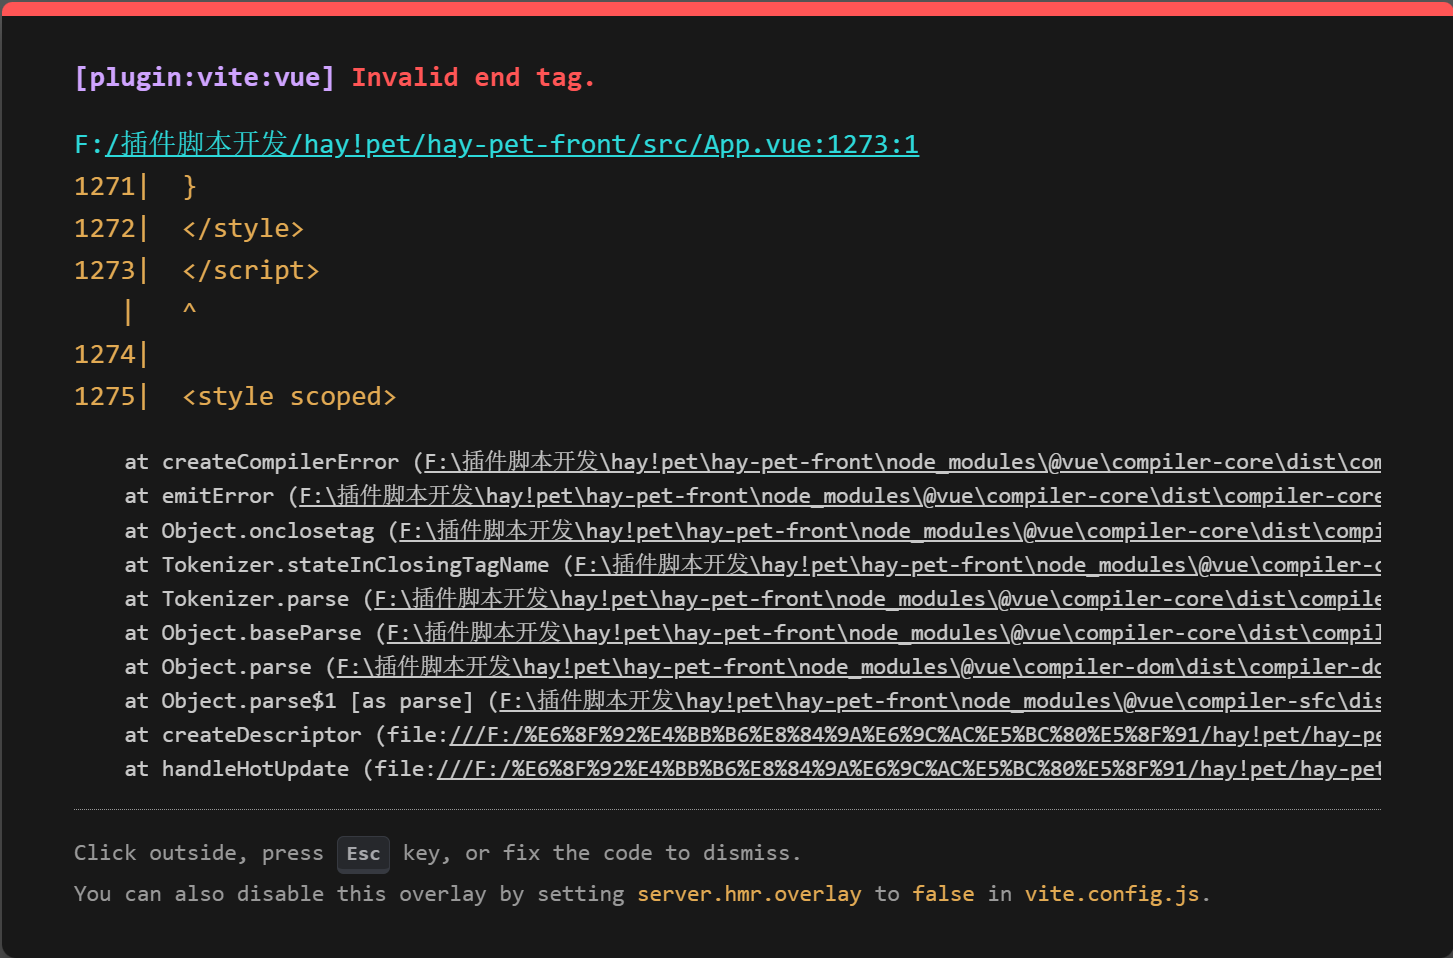 [plugin:vite:vue] Invalid end tag.
F:/插件脚本开发/hay!pet/hay-pet-front/src/App.vue:1273:1
1271|  }
1272|  </style>
1273|  </script>
   |   ^
1274|
1275|  <style scoped>
at createCompilerError (F:\插件脚本开发\hay!pet\hay-pet-front\node_modules\@vue\compiler-core\dist\com
at emitError (F:\插件脚本开发\hay!pet\hay-pet-front\node_modules\@vue\compiler-core\dist\compiler-core
at Object.onclosetag (F:\插件脚本开发\hay!pet\hay-pet-front\node_modules\@vue\compiler-core\dist\compi
at Tokenizer.stateInClosingTagName (F:\插件脚本开发\hay!pet\hay-pet-front\node_modules\@vue\compiler-c
at Tokenizer.parse (F:\插件脚本开发\hay!pet\hay-pet-front\node_modules\@vue\compiler-core\dist\compile
at Object.baseParse (F:\插件脚本开发\hay!pet\hay-pet-front\node_modules\@vue\compiler-core\dist\compil
at Object.parse (F:\插件脚本开发\hay!pet\hay-pet-front\node_modules\@vue\compiler-dom\dist\compiler-do
at Object.parse$1 [as parse] (F:\插件脚本开发\hay!pet\hay-pet-front\node_modules\@vue\compiler-sfc\dis
at createDescriptor (file:///F:/%E6%8F%92%E4%BB%B6%E8%84%9A%E6%9C%AC%E5%BC%80%E5%8F%91/hay!pet/hay-pe
at handleHotUpdate (file:///F:/%E6%8F%92%E4%BB%B6%E8%84%9A%E6%9C%AC%E5%BC%80%E5%8F%91/hay!pet/hay-pet
Click outside, press Esc key, or fix the code to dismiss.
You can also disable this overlay by setting server.hmr.overlay to false in vite.config.js.